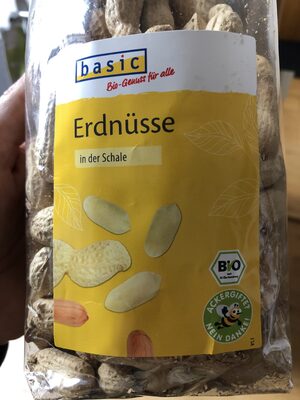 basic
Bio-Genuss für alle
Erdnüsse
in der Schale
BIO
ACKERGIFTE?
NEIN DANKE!